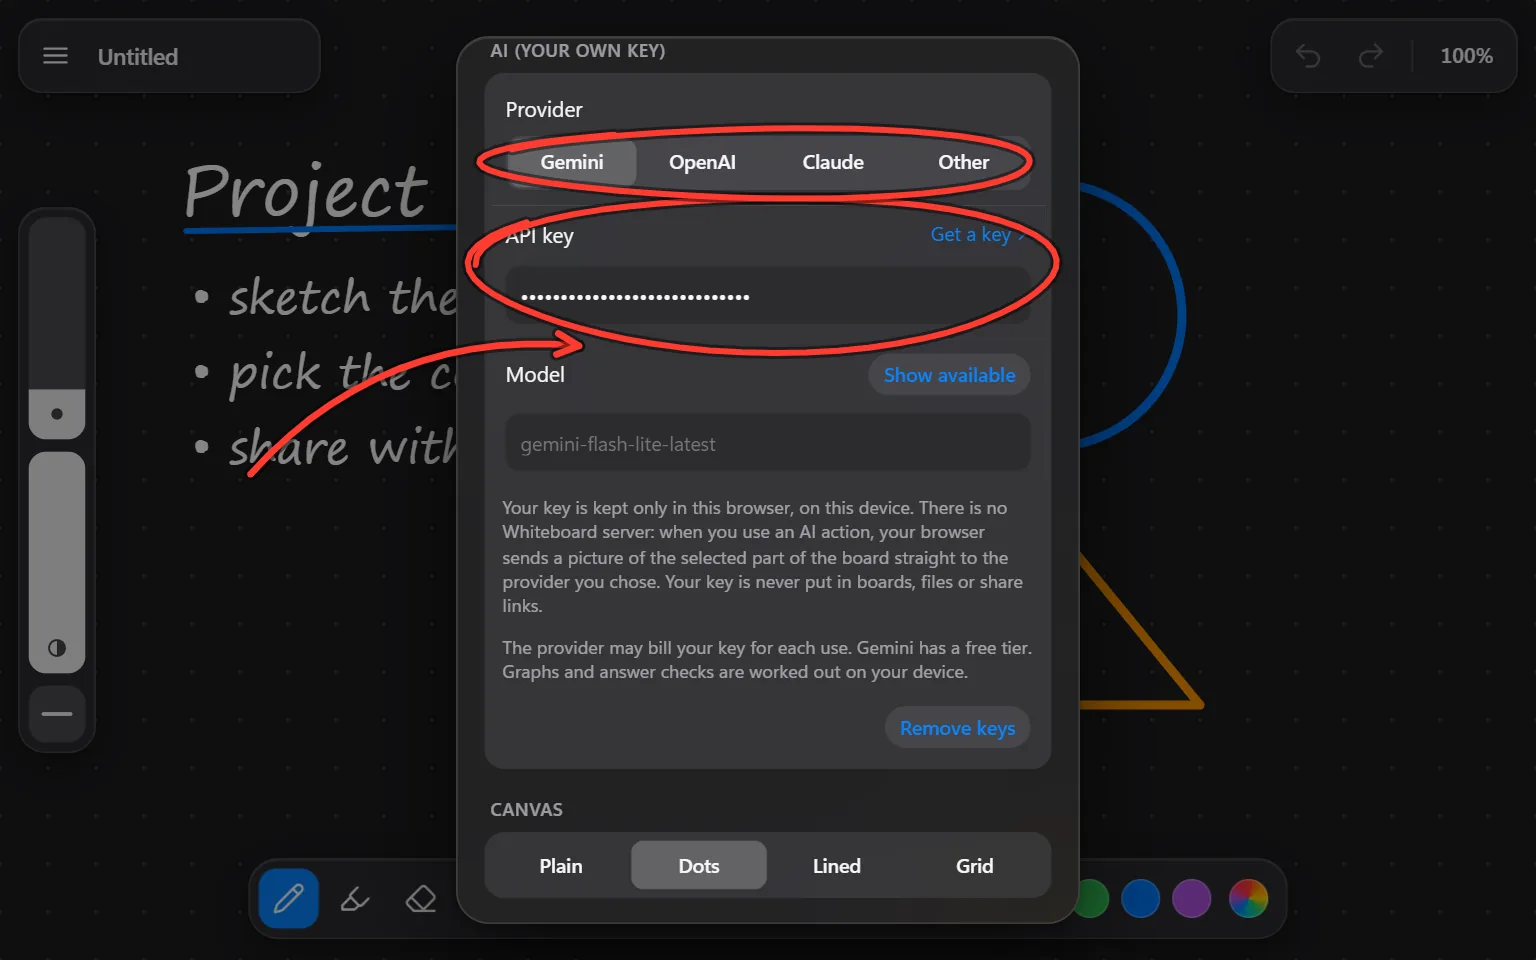 Untitled
100%
AI (YOUR OWN KEY)
Provider
Gemini OpenAI Claude Other
Project
API key
Get a key
••••••••••••••••••••••••••••••
• sketch the
• pick the
• share with
Model
Show available
gemini-flash-lite-latest
Your key is kept only in this browser, on this device. There is no
Whiteboard server: when you use an AI action, your browser
sends a picture of the selected part of the board straight to the
provider you chose. Your key is never put in boards, files or share
links.
The provider may bill your key for each use. Gemini has a free tier.
Graphs and answer checks are worked out on your device.
Remove keys
CANVAS
Plain Dots Lined Grid